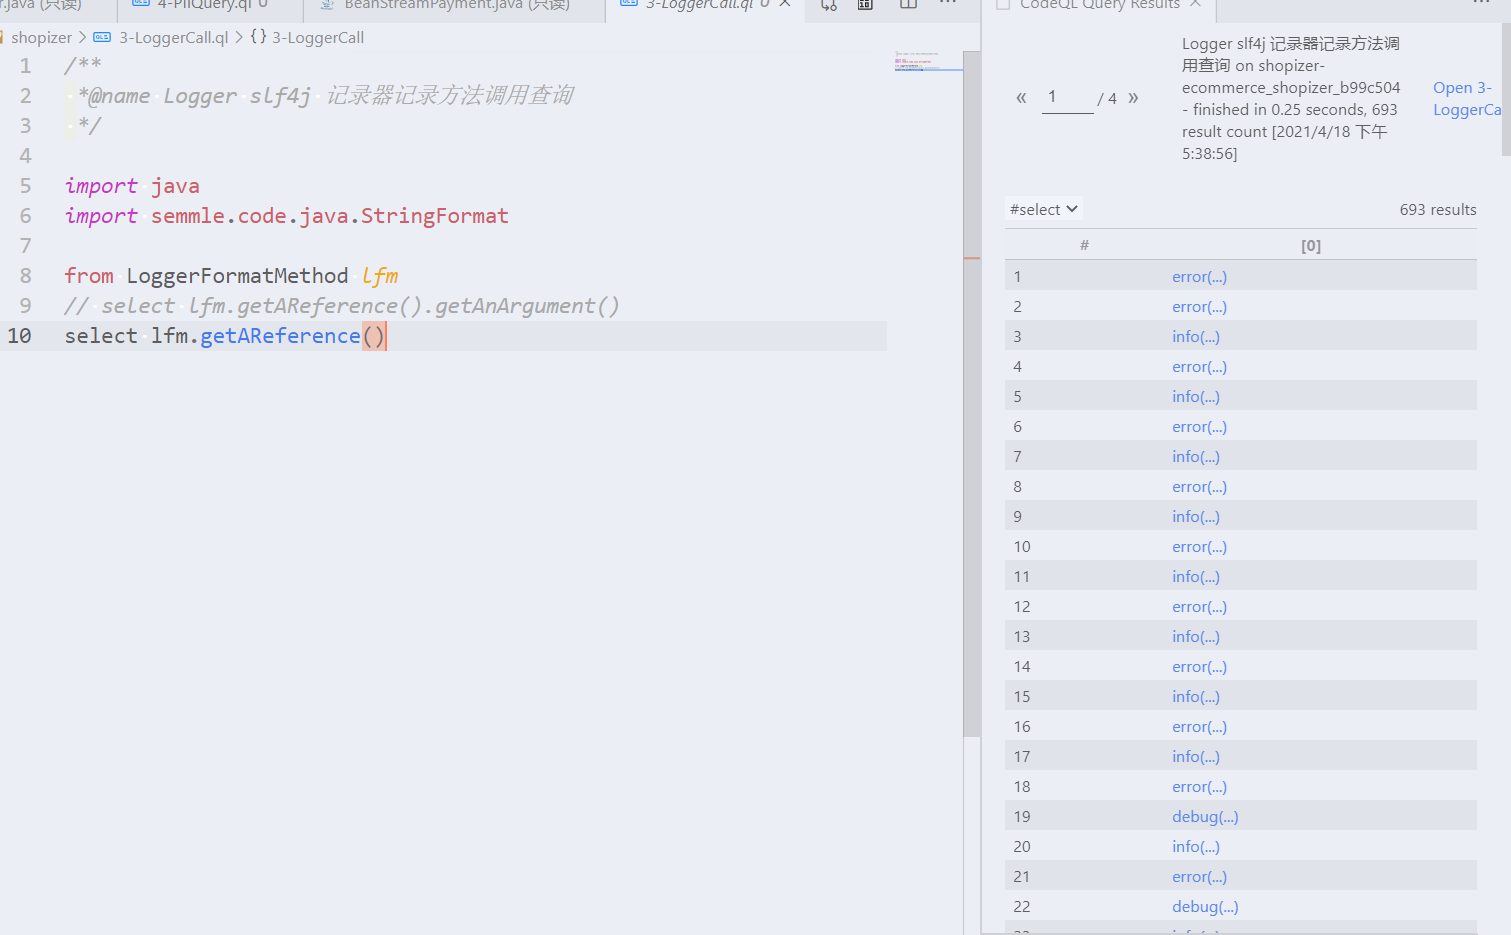 r.java (只读)
4-PiiQuery.ql U
BeanStreamPayment.java (只读)
3-LoggerCall.ql U
CodeQL Query Results
shopizer > 3-LoggerCall.ql > {} 3-LoggerCall
1 /**
2 *@name Logger slf4j 记录器记录方法调用查询
3 */
4
5 import java
6 import semmle.code.java.StringFormat
7
8 from LoggerFormatMethod lfm
9 // select lfm.getAReference().getAnArgument()
10 select lfm.getAReference()
« 1 / 4 »
Logger slf4j 记录器记录方法调
用查询 on shopizer-
ecommerce_shopizer_b99c504
- finished in 0.25 seconds, 693
result count [2021/4/18 下午
5:38:56]
Open 3-
LoggerCa
#select
693 results
# [0]
1 error(...)
2 error(...)
3 info(...)
4 error(...)
5 info(...)
6 error(...)
7 info(...)
8 error(...)
9 info(...)
10 error(...)
11 info(...)
12 error(...)
13 info(...)
14 error(...)
15 info(...)
16 error(...)
17 info(...)
18 error(...)
19 debug(...)
20 info(...)
21 error(...)
22 debug(...)